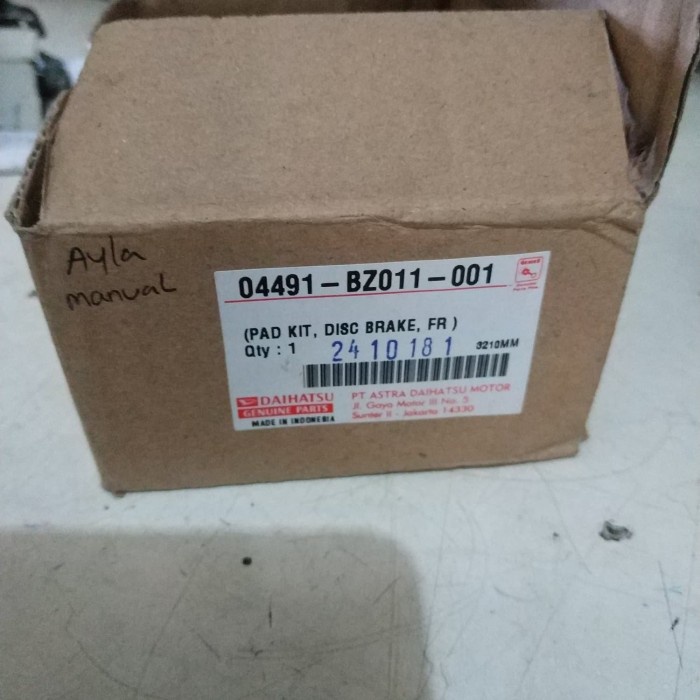 Ayla
manual
04491-BZ011-001
(PAD KIT, DISC BRAKE, FR )
Qty : 1 2410181 3210MM
DAIHATSU
GENUINE PARTS
MADE IN INDONESIA
PT ASTRA DAIHATSU MOTOR
Jl. Gaya Motor III No. 5
Sunter II - Jakarta 14330